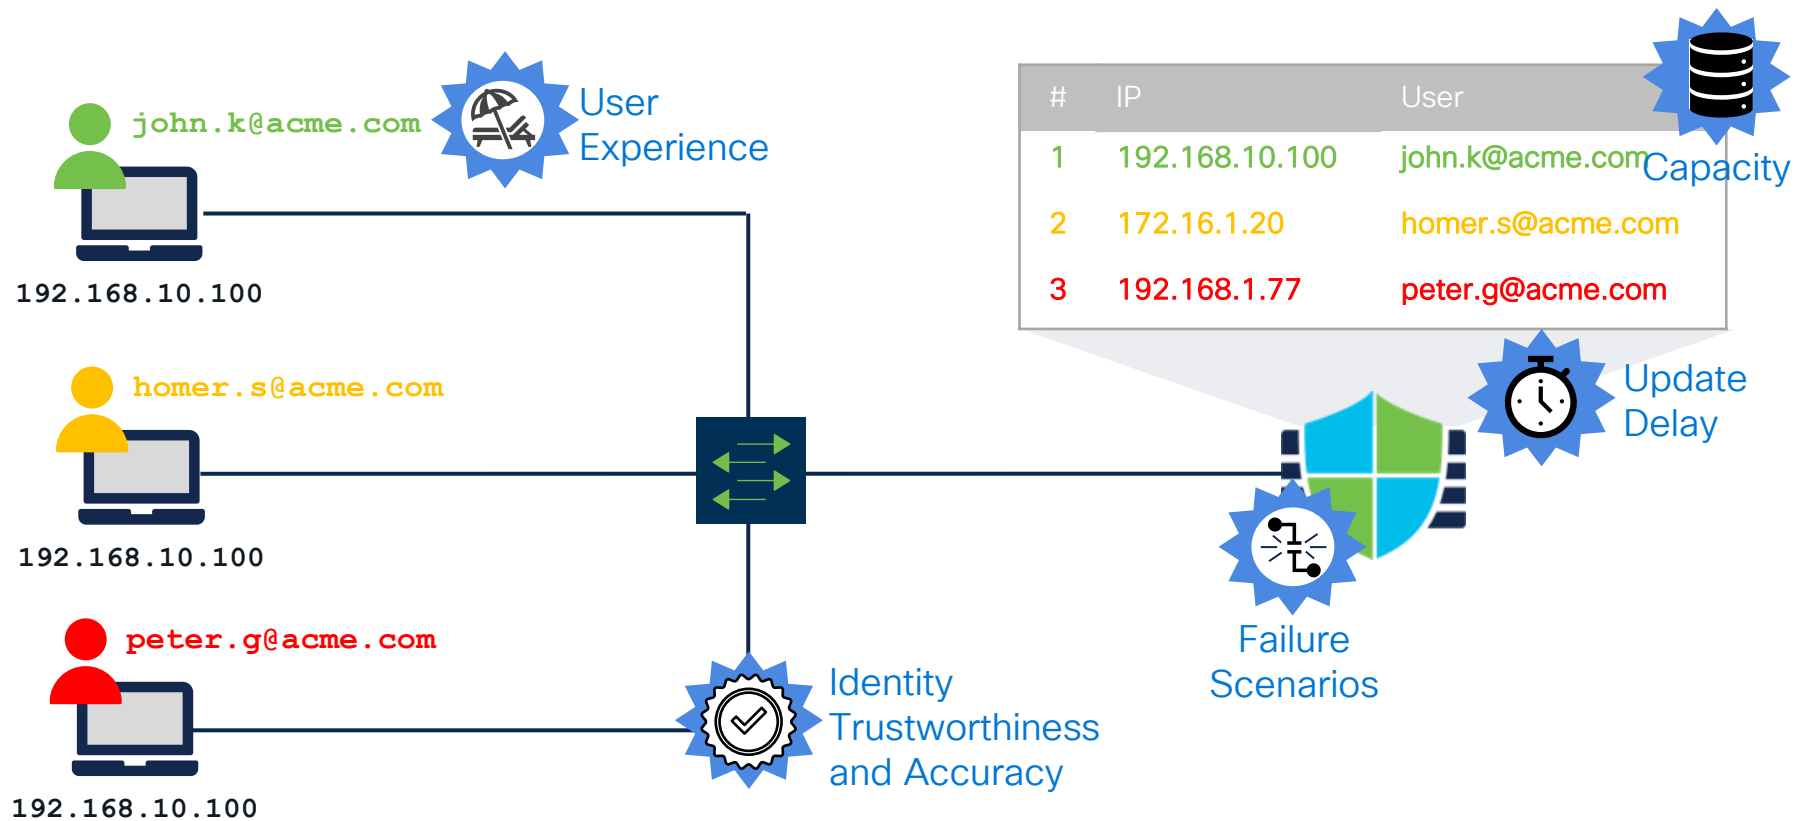 john.k@acme.com
User
Experience
192.168.10.100
homer.s@acme.com
192.168.10.100
peter.g@acme.com
192.168.10.100
Identity
Trustworthiness
and Accuracy
# IP User
1 192.168.10.100 john.k@acme.com
2 172.16.1.20 homer.s@acme.com
3 192.168.1.77 peter.g@acme.com
Capacity
Update
Delay
Failure
Scenarios